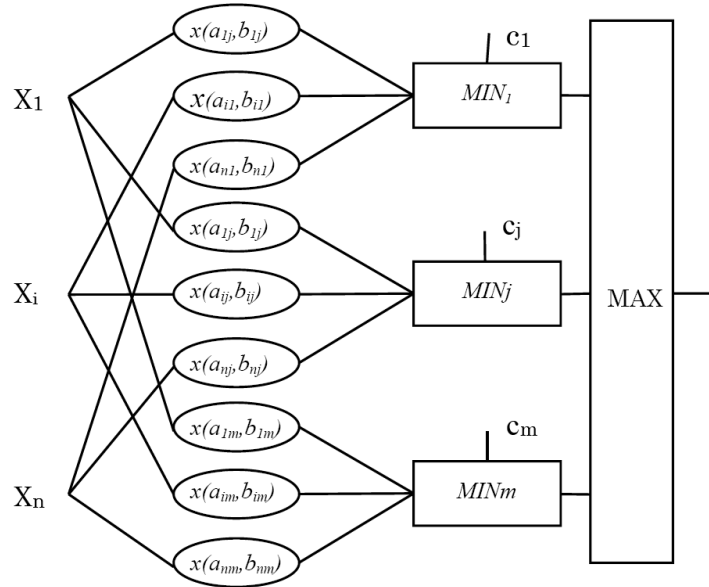 x(a₁ⱼ,b₁ⱼ)
c₁
X₁
x(aᵢ₁,bᵢ₁)
MIN₁
x(aₙ₁,bₙ₁)
x(a₁ⱼ,b₁ⱼ)
cⱼ
Xᵢ
x(aᵢⱼ,bᵢⱼ)
MINj
MAX
x(aₙⱼ,bₙⱼ)
x(a₁ₘ,b₁ₘ)
cₘ
Xₙ
x(aᵢₘ,bᵢₘ)
MINm
x(aₙₘ,bₙₘ)